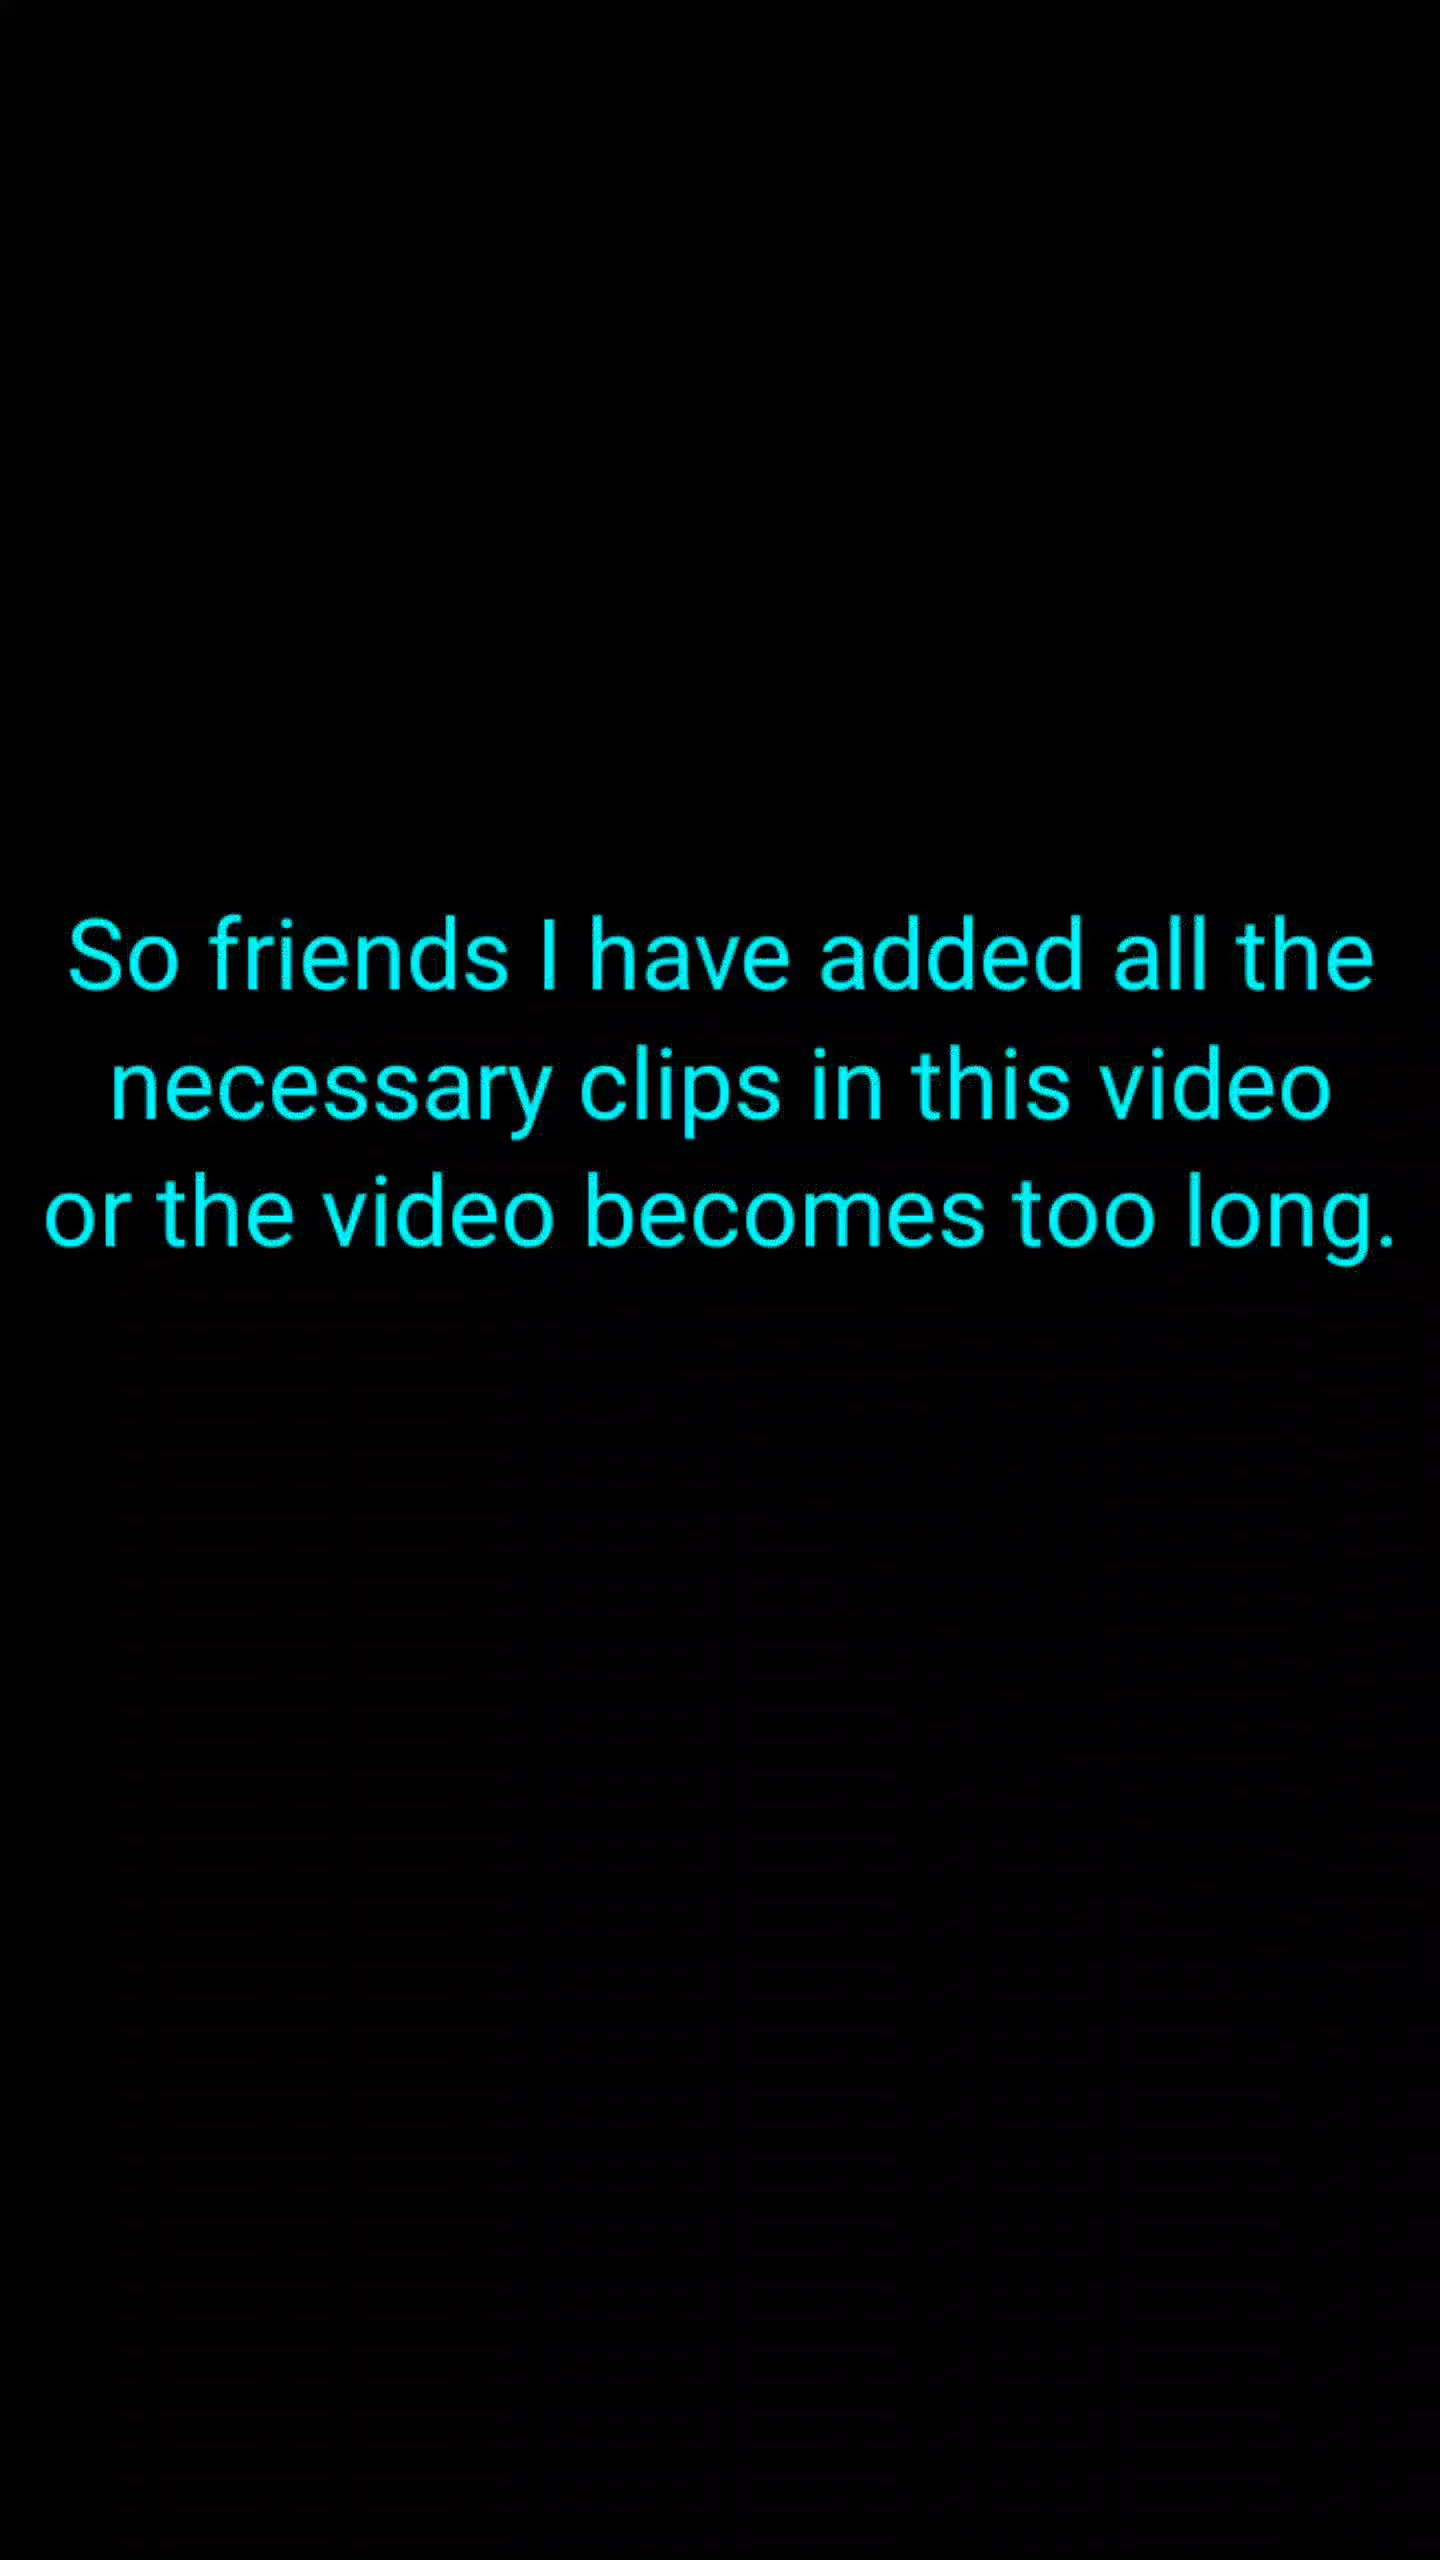 So friends I have added all the
necessary clips in this video
or the video becomes too long.